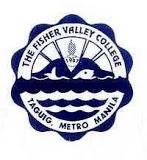 THE FISHER VALLEY COLLEGE
1987
TAGUIG, METRO MANILA